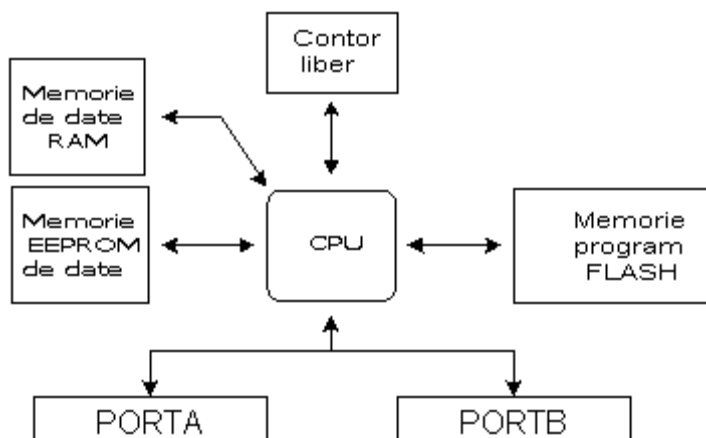 Contor
liber
Memorie
de date
RAM
Memorie
EEPROM
de date
CPU
Memorie
program
FLASH
PORTA
PORTB